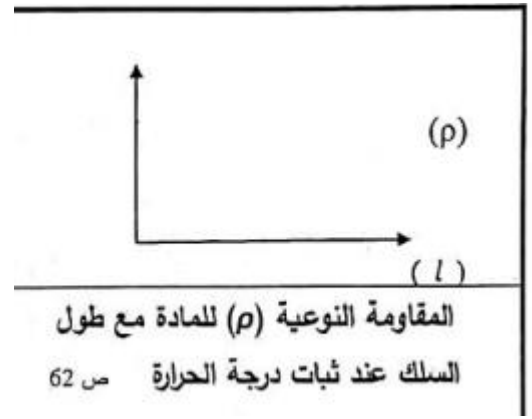 (ρ)
( l )
المقاومة النوعية (ρ) للمادة مع طول
السلك عند ثبات درجة الحرارة ص 62